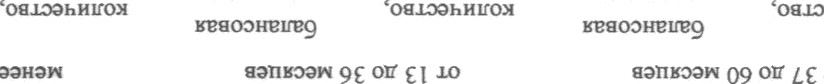 37 до 60 месяцев от 13 до 36 месяцев менее
балансовая балансовая
ство, количество, количество,